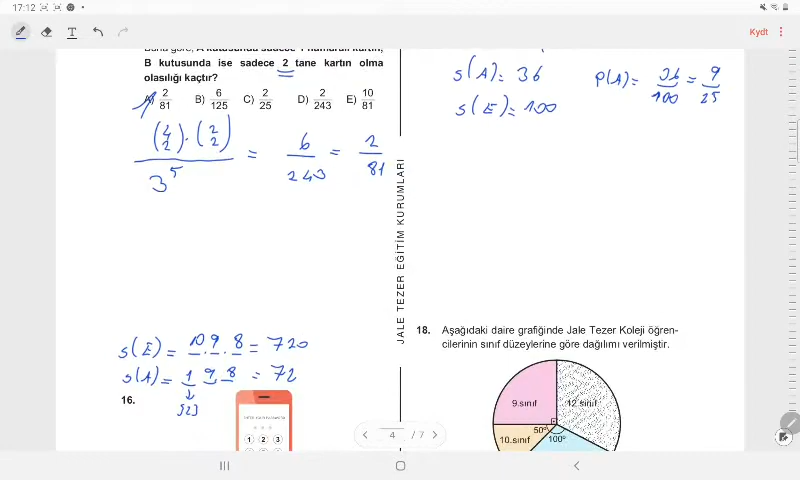 17:12
Kydt
Buna göre, A kutusunda sadece 1 numaralı kartın,
B kutusunda ise sadece 2 tane kartın olma
olasılığı kaçtır?
A) 2/81 B) 6/125 C) 2/25 D) 2/243 E) 10/81
(4 2) . (2 2) / 3^5 = 6/243 = 2/81
s(E) = 10 . 9 . 8 = 720
s(A) = 1 9 8 = 72
{2}
16.
1 2 3
JALE TEZER EĞİTİM KURUMLARI
s(A) = 36
s(E) = 100
P(A) = 36/100 = 9/25
18. Aşağıdaki daire grafiğinde Jale Tezer Koleji öğren-
cilerinin sınıf düzeylerine göre dağılımı verilmiştir.
9.sınıf
12.sınıf
10.sınıf
50°
100°
< 4 / 7 >